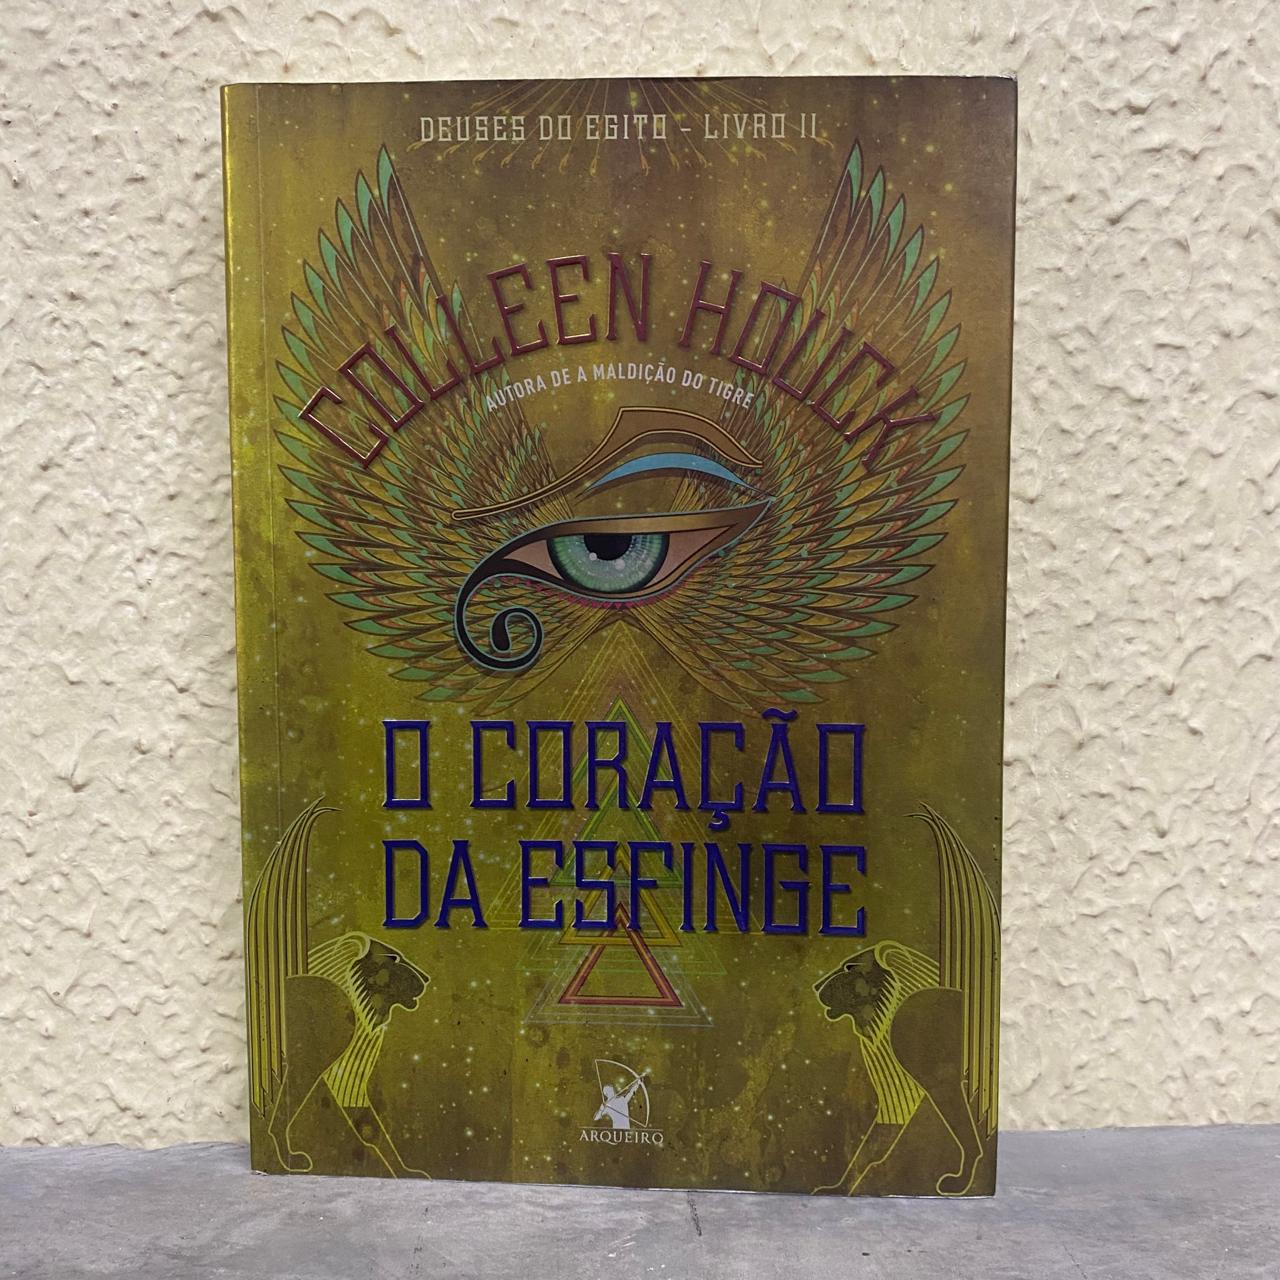 DEUSES DO EGITO - LIVRO II
COLLEEN HOUCK
AUTORA DE A MALDIÇÃO DO TIGRE
O CORAÇÃO
DA ESFINGE
ARQUEIRO